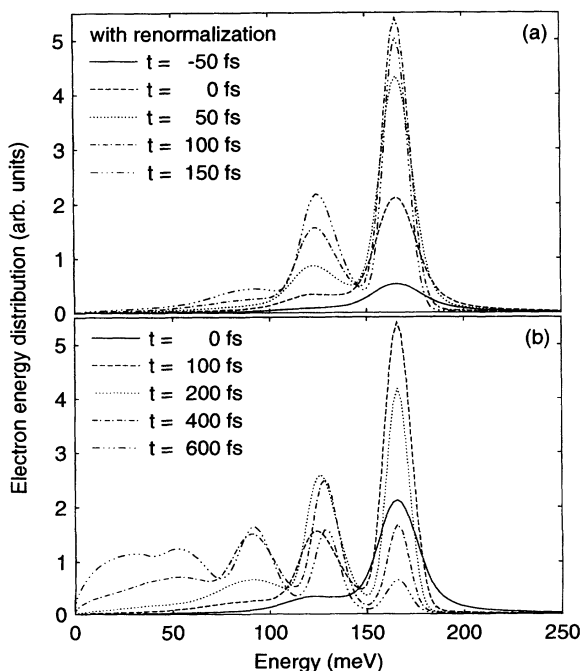 with renormalization
(a)
t = -50 fs
t = 0 fs
t = 50 fs
t = 100 fs
t = 150 fs
5
4
3
2
1
0
(b)
t = 0 fs
t = 100 fs
t = 200 fs
t = 400 fs
t = 600 fs
5
4
3
2
1
0
0 50 100 150 200 250
Energy (meV)
Electron energy distribution (arb. units)